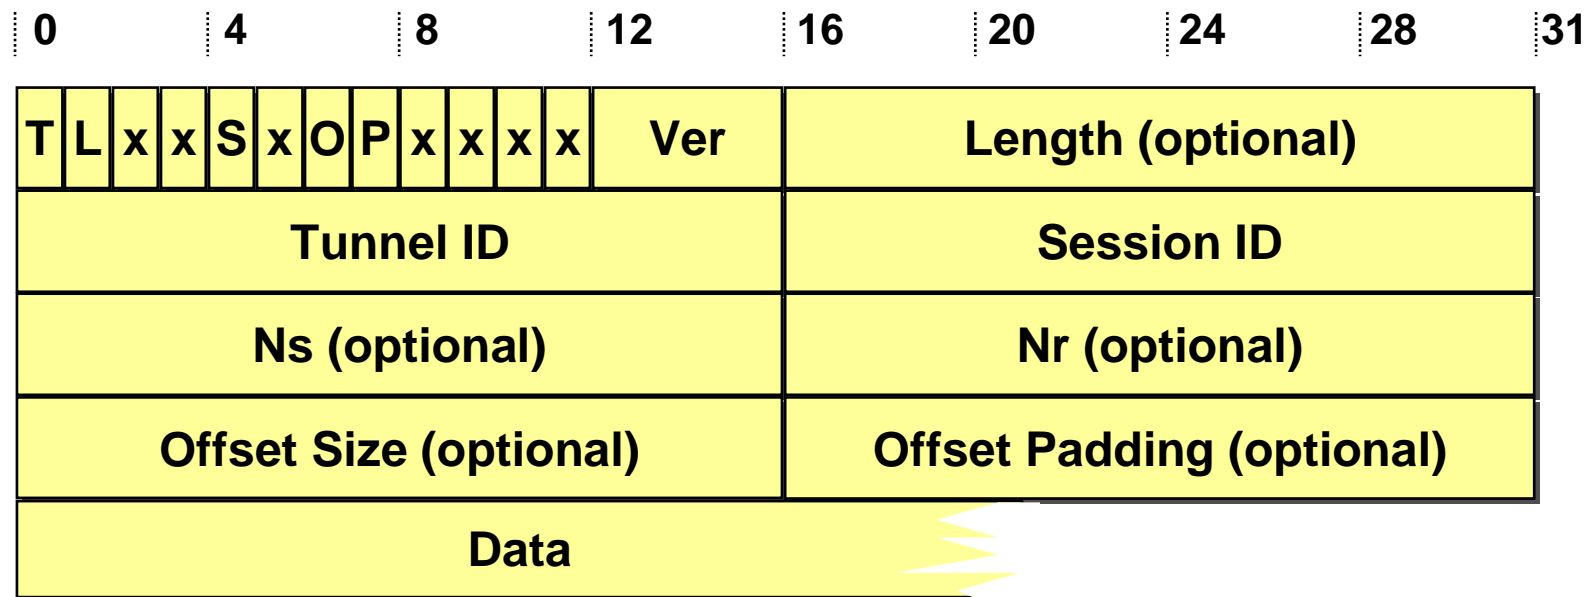 0 4 8 12 16 20 24 28 31
T L x x S x O P x x x x Ver Length (optional)
Tunnel ID Session ID
Ns (optional) Nr (optional)
Offset Size (optional) Offset Padding (optional)
Data